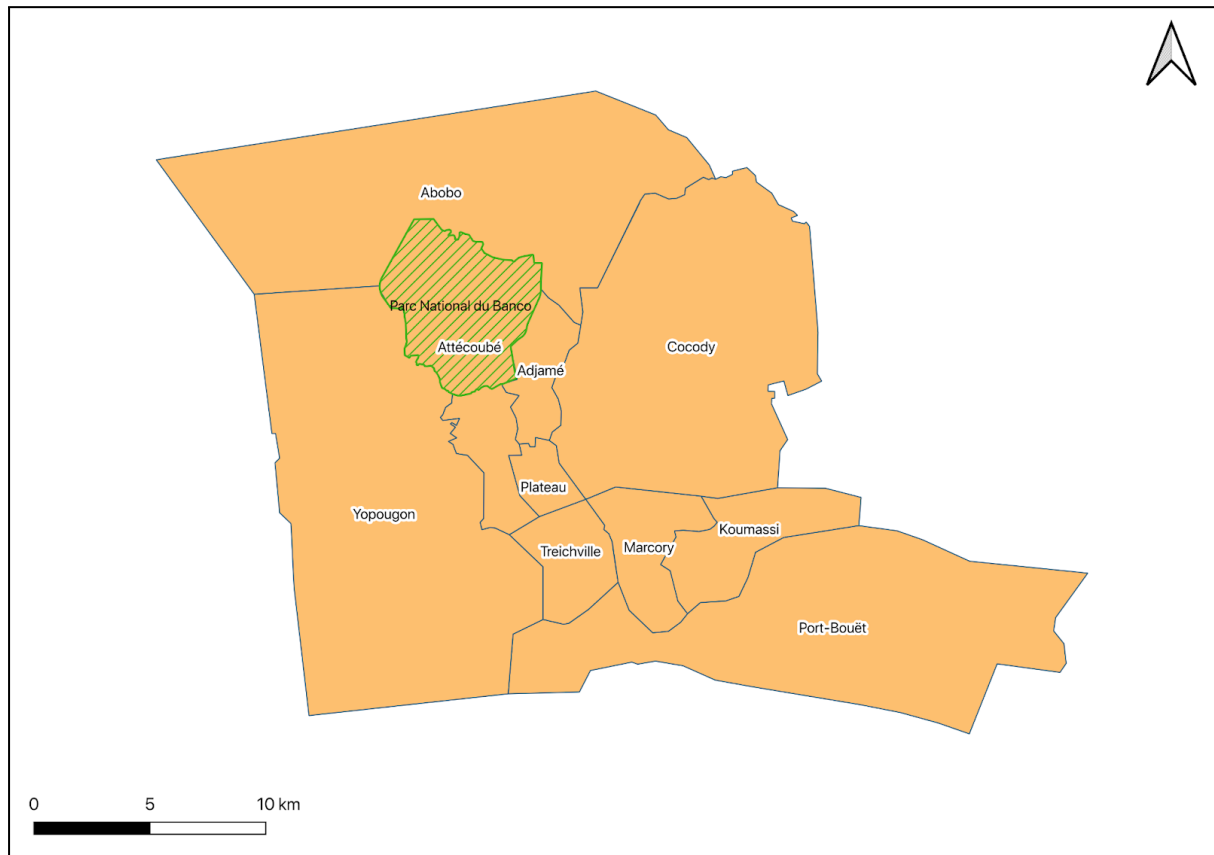 Abobo
Parc National du Banco
Attécoubé
Cocody
Adjamé
Plateau
Yopougon
Koumassi
Treichville
Marcory
Port-Bouët
0 5 10 km